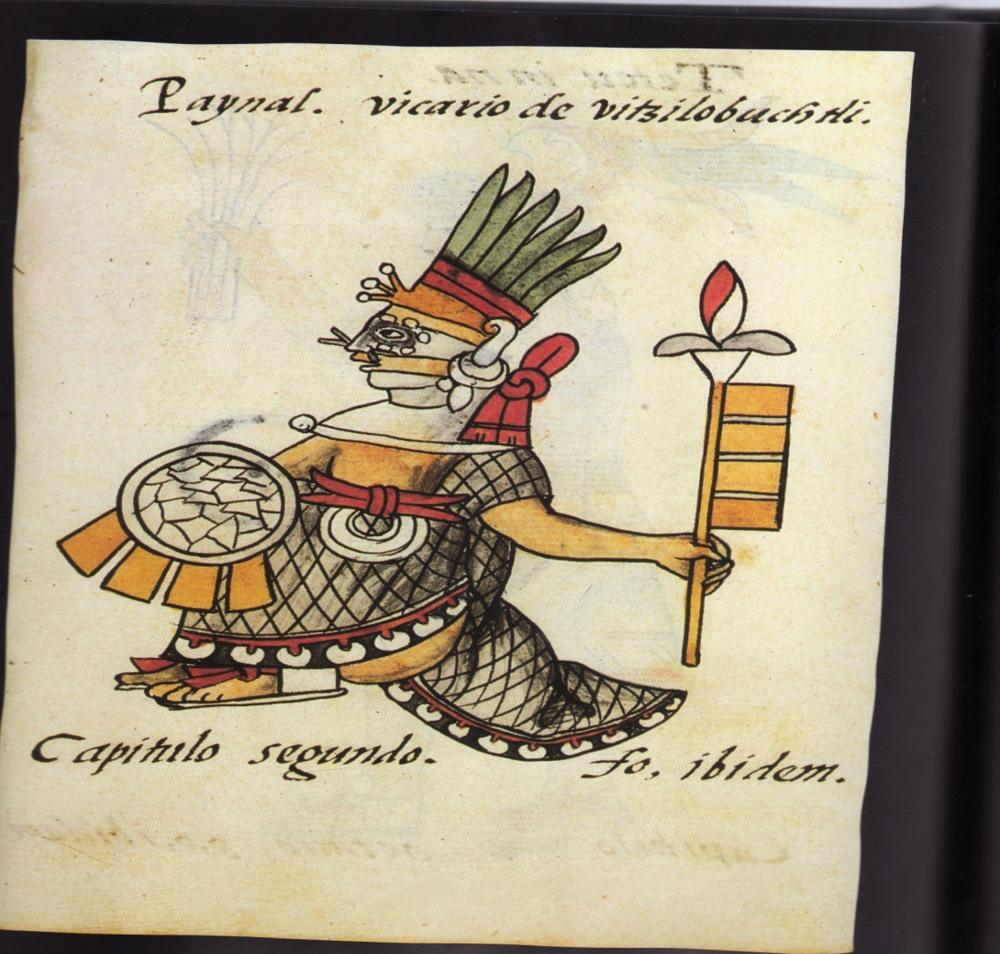 Paynal. vicario de vitzilobuchtli.
Capitulo segundo. fo, ibidem.